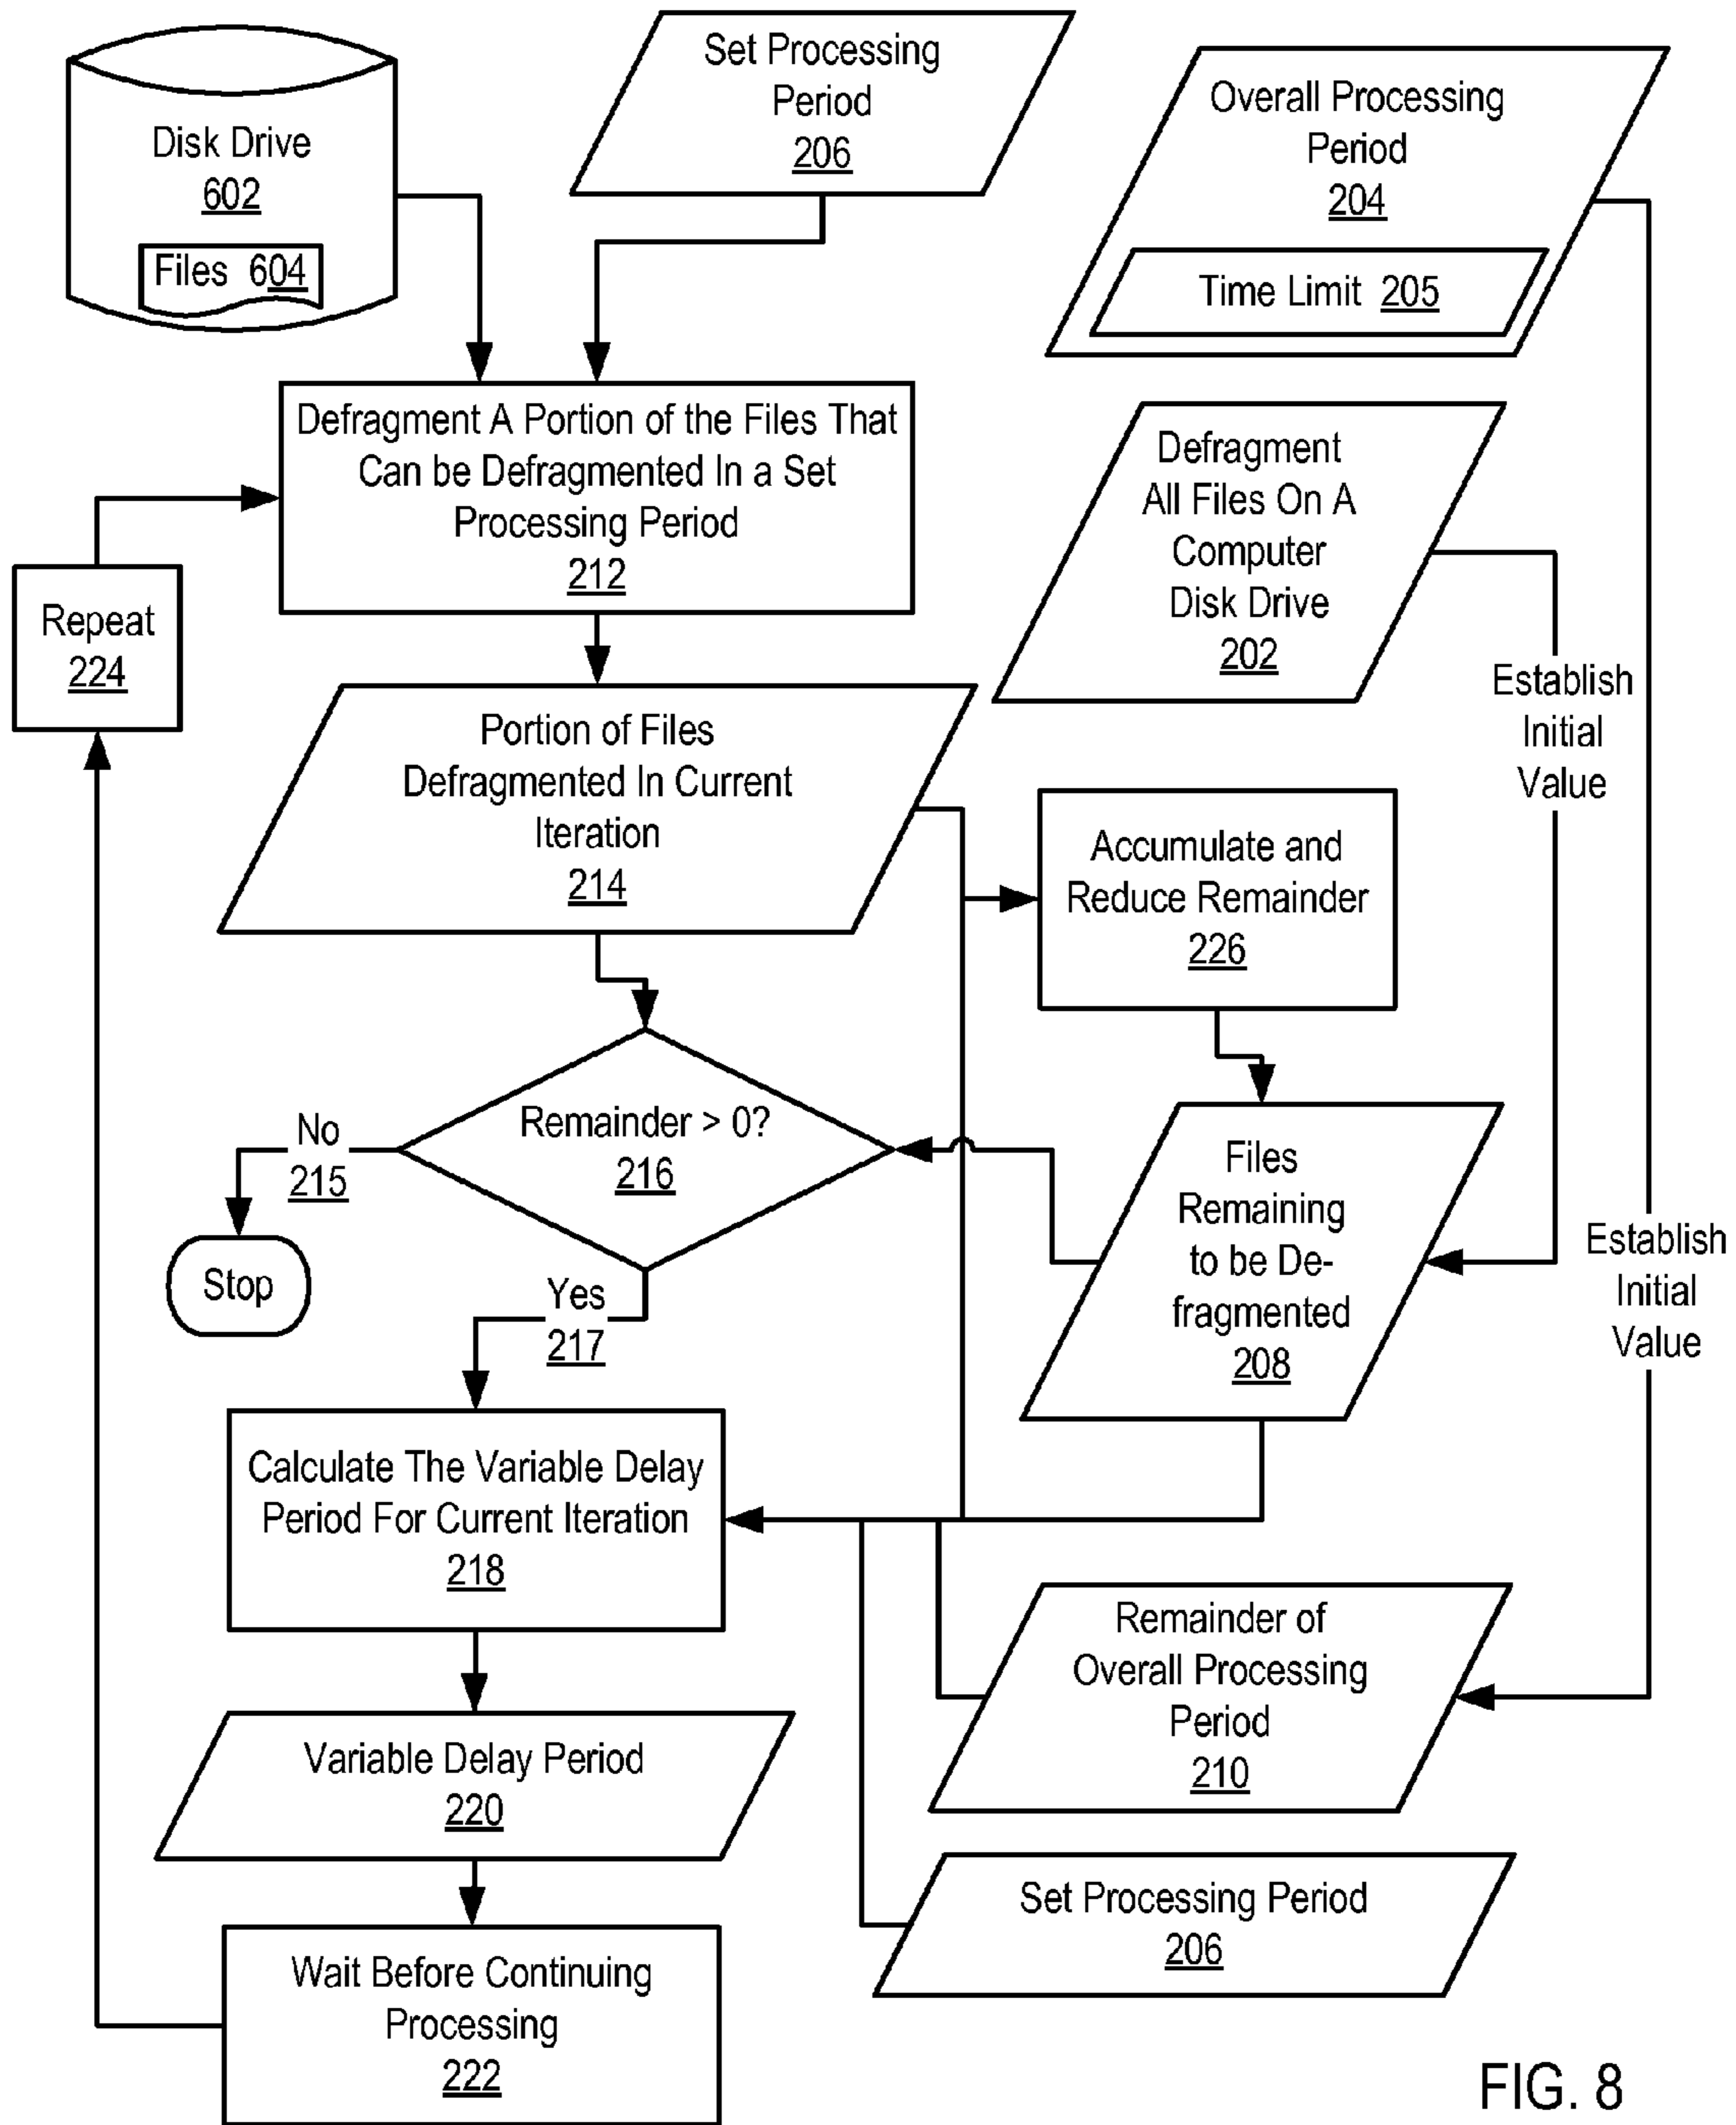 Disk Drive
602
Files 604
Set Processing
Period
206
Overall Processing
Period
204
Time Limit 205
Defragment A Portion of the Files That
Can be Defragmented In a Set
Processing Period
212
Defragment
All Files On A
Computer
Disk Drive
202
Repeat
224
Establish
Initial
Value
Portion of Files
Defragmented In Current
Iteration
214
Accumulate and
Reduce Remainder
226
Remainder > 0?
216
No
215
Stop
Yes
217
Files
Remaining
to be De-
fragmented
208
Establish
Initial
Value
Calculate The Variable Delay
Period For Current Iteration
218
Remainder of
Overall Processing
Period
210
Variable Delay Period
220
Set Processing Period
206
Wait Before Continuing
Processing
222
FIG. 8